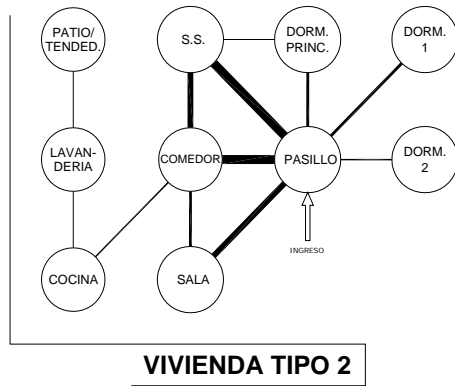 PATIO/
TENDED.
S.S.
DORM.
PRINC.
DORM.
1
LAVAN-
DERIA
COMEDOR
PASILLO
DORM.
2
COCINA
SALA
INGRESO
VIVIENDA TIPO 2